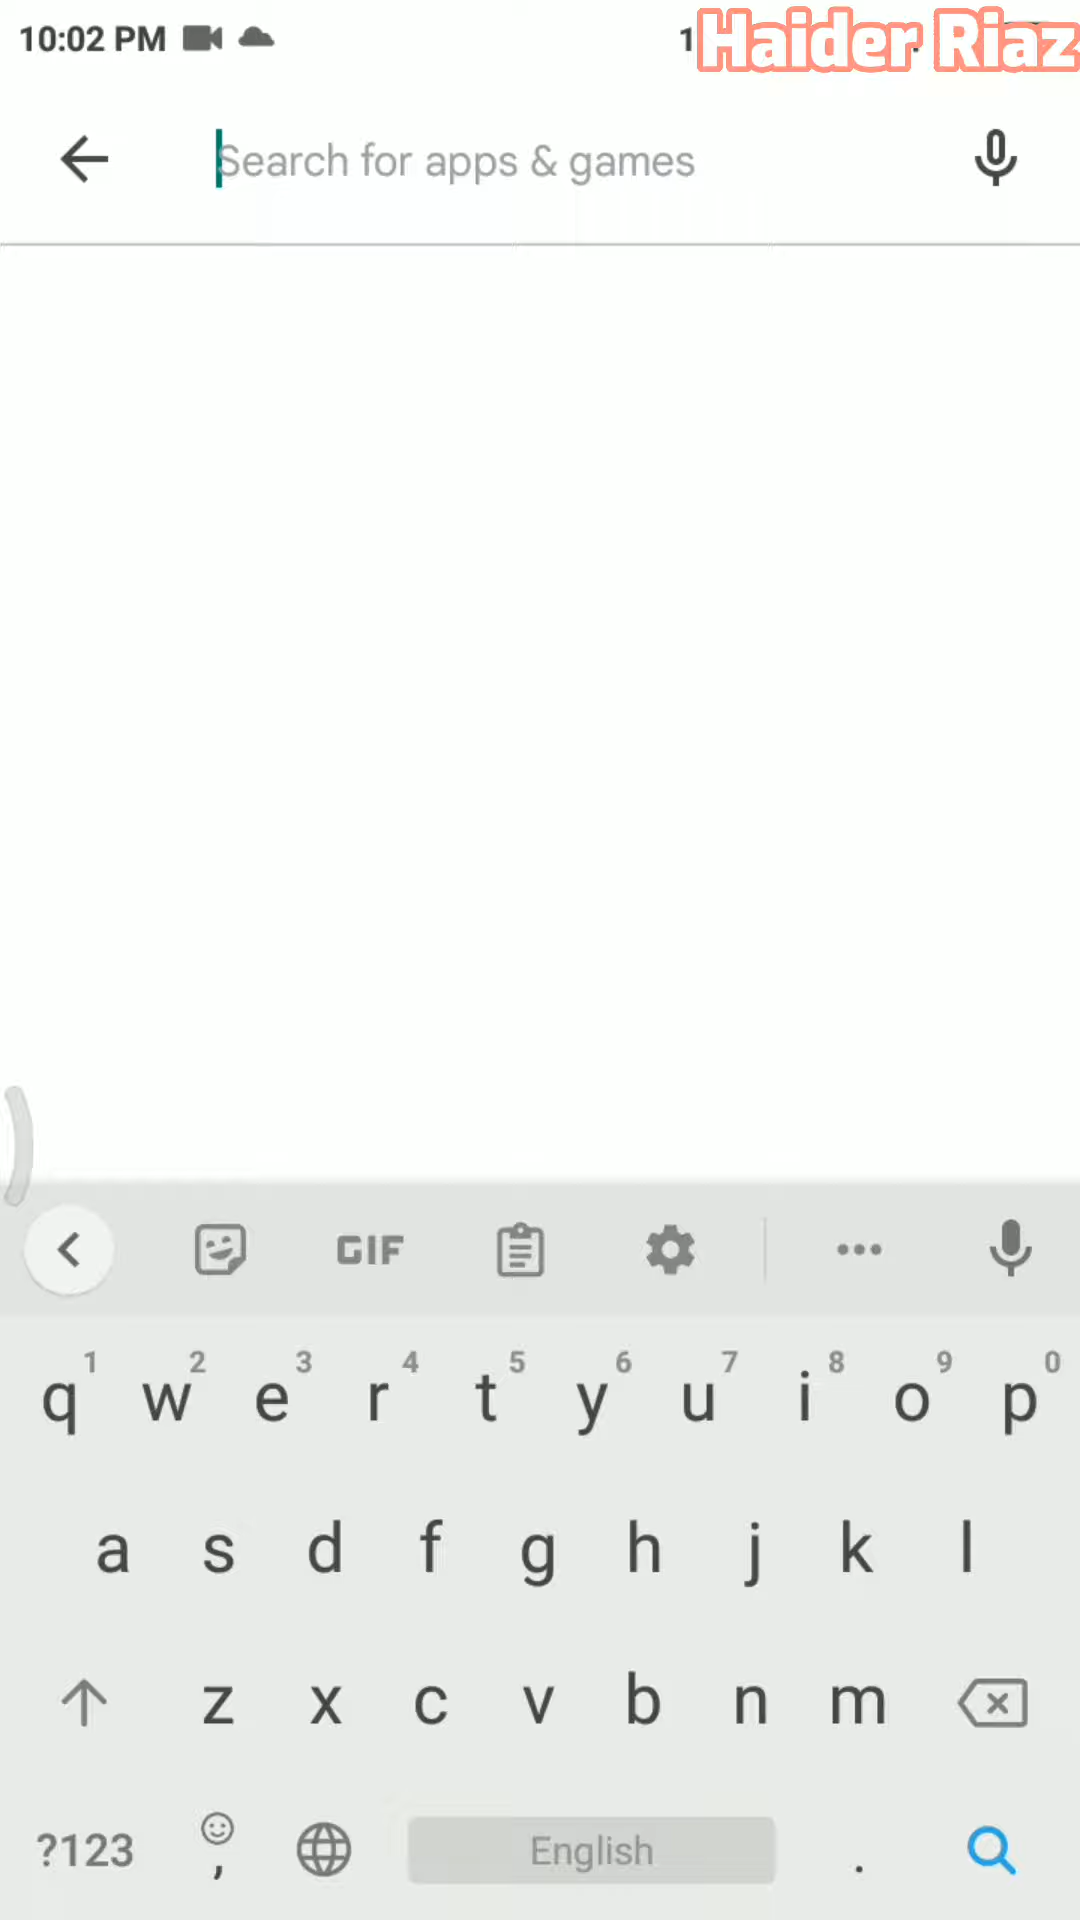 10:02 PM
1
Haider Riaz
Search for apps & games
GIF
1 2 3 4 5 6 7 8 9 0
q w e r t y u i o p
a s d f g h j k l
z x c v b n m
?123 , English .